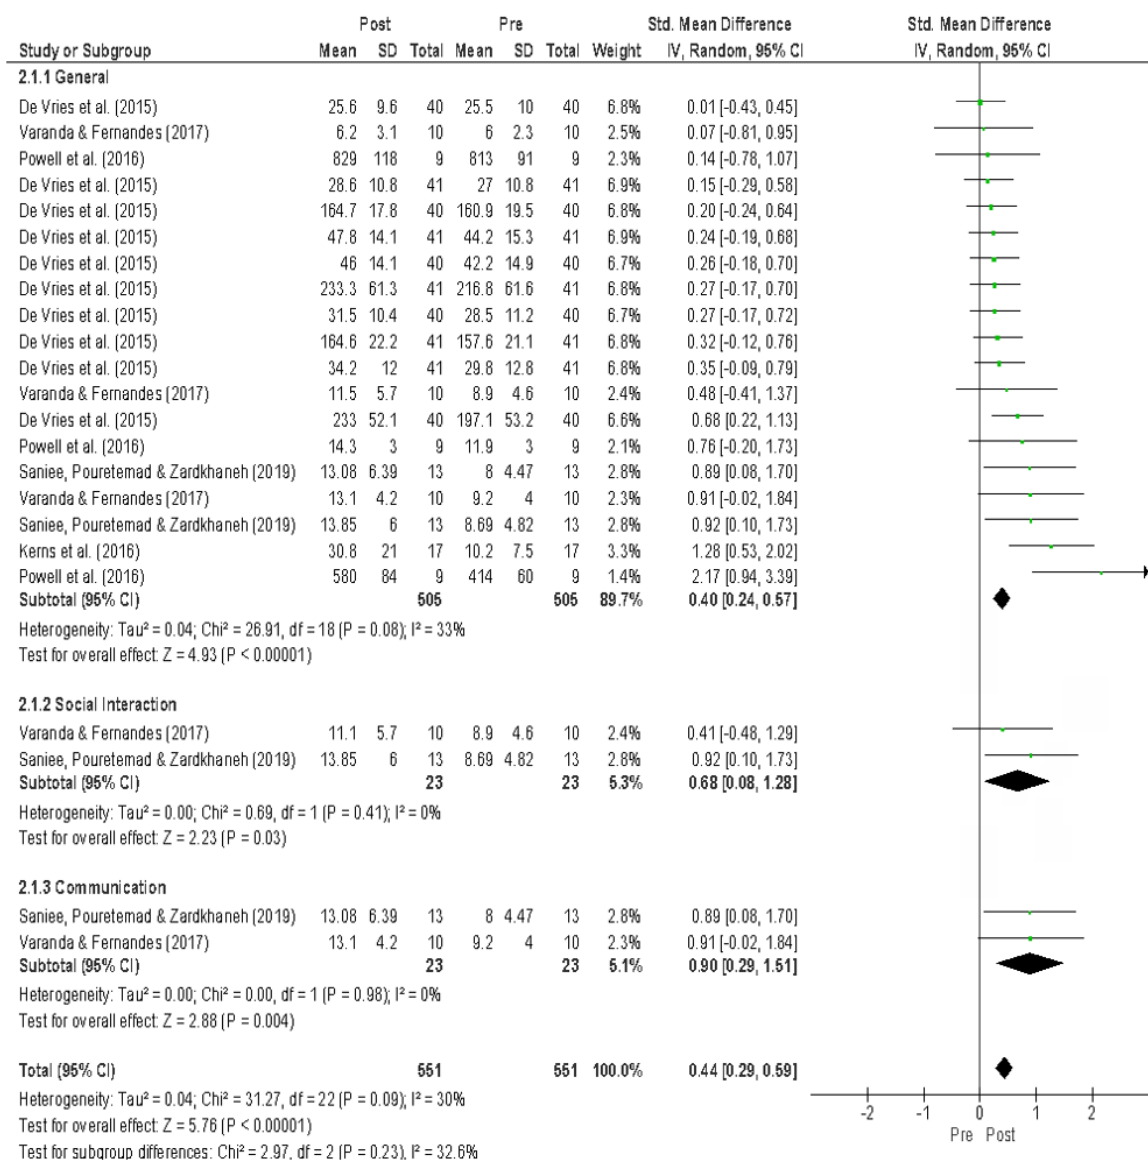 Post Pre Std. Mean Difference Std. Mean Difference
Study or Subgroup Mean SD Total Mean SD Total Weight IV, Random, 95% CI IV, Random, 95% CI
2.1.1 General
De Vries et al. (2015) 25.6 9.6 40 25.5 10 40 6.8% 0.01 [-0.43, 0.45]
Varanda & Fernandes (2017) 6.2 3.1 10 6 2.3 10 2.5% 0.07 [-0.81, 0.95]
Powell et al. (2016) 829 118 9 813 91 9 2.3% 0.14 [-0.78, 1.07]
De Vries et al. (2015) 28.6 10.8 41 27 10.8 41 6.9% 0.15 [-0.29, 0.58]
De Vries et al. (2015) 164.7 17.8 40 160.9 19.5 40 6.8% 0.20 [-0.24, 0.64]
De Vries et al. (2015) 47.8 14.1 41 44.2 15.3 41 6.9% 0.24 [-0.19, 0.68]
De Vries et al. (2015) 46 14.1 40 42.2 14.9 40 6.7% 0.26 [-0.18, 0.70]
De Vries et al. (2015) 233.3 61.3 41 216.8 61.6 41 6.8% 0.27 [-0.17, 0.70]
De Vries et al. (2015) 31.5 10.4 40 28.5 11.2 40 6.8% 0.27 [-0.17, 0.72]
De Vries et al. (2015) 164.6 22.2 41 157.6 21.1 41 6.8% 0.32 [-0.12, 0.76]
De Vries et al. (2015) 34.2 12 41 29.8 12.8 41 6.8% 0.35 [-0.09, 0.79]
Varanda & Fernandes (2017) 11.5 5.7 10 8.9 4.6 10 2.4% 0.48 [-0.41, 1.37]
De Vries et al. (2015) 233 52.1 40 197.1 53.2 40 6.6% 0.68 [0.22, 1.13]
Powell et al. (2016) 14.3 3 9 11.9 3 9 2.1% 0.76 [-0.20, 1.73]
Saniee, Pouretemad & Zardkhaneh (2019) 13.08 6.39 13 8 4.47 13 2.8% 0.89 [0.08, 1.70]
Varanda & Fernandes (2017) 13.1 4.2 10 9.2 4 10 2.3% 0.91 [-0.02, 1.84]
Saniee, Pouretemad & Zardkhaneh (2019) 13.85 6 13 8.69 4.82 13 2.8% 0.92 [0.10, 1.73]
Kerns et al. (2016) 30.8 21 17 10.2 7.5 17 3.3% 1.28 [0.53, 2.02]
Powell et al. (2016) 580 84 9 414 60 9 1.4% 2.17 [0.94, 3.39]
Subtotal (95% CI) 505 505 89.7% 0.40 [0.24, 0.57]
Heterogeneity: Tau² = 0.04; Chi² = 26.91, df = 18 (P = 0.08); I² = 33%
Test for overall effect: Z = 4.93 (P < 0.00001)
2.1.2 Social Interaction
Varanda & Fernandes (2017) 11.1 5.7 10 8.9 4.6 10 2.4% 0.41 [-0.48, 1.29]
Saniee, Pouretemad & Zardkhaneh (2019) 13.85 6 13 8.69 4.82 13 2.8% 0.92 [0.10, 1.73]
Subtotal (95% CI) 23 23 5.3% 0.68 [0.08, 1.28]
Heterogeneity: Tau² = 0.00; Chi² = 0.69, df = 1 (P = 0.41); I² = 0%
Test for overall effect: Z = 2.23 (P = 0.03)
2.1.3 Communication
Saniee, Pouretemad & Zardkhaneh (2019) 13.08 6.39 13 8 4.47 13 2.8% 0.89 [0.08, 1.70]
Varanda & Fernandes (2017) 13.1 4.2 10 9.2 4 10 2.3% 0.91 [-0.02, 1.84]
Subtotal (95% CI) 23 23 5.1% 0.90 [0.29, 1.51]
Heterogeneity: Tau² = 0.00; Chi² = 0.00, df = 1 (P = 0.98); I² = 0%
Test for overall effect: Z = 2.88 (P = 0.004)
Total (95% CI) 551 551 100.0% 0.44 [0.29, 0.59]
Heterogeneity: Tau² = 0.04; Chi² = 31.27, df = 22 (P = 0.09); I² = 30%
Test for overall effect: Z = 5.76 (P < 0.00001)
Test for subgroup differences: Chi² = 2.97, df = 2 (P = 0.23), I² = 32.6%
-2 -1 0 1 2
Pre Post